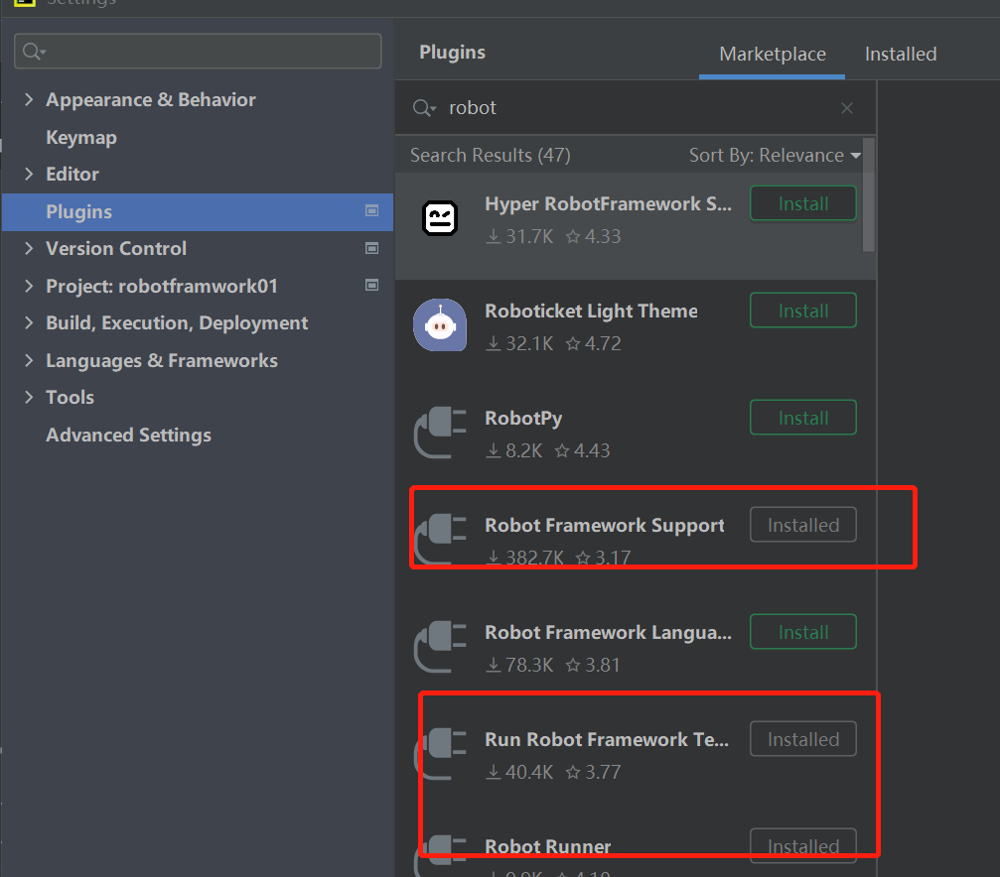 Settings
Plugins
Marketplace
Installed
Appearance & Behavior
Keymap
Editor
Plugins
Version Control
Project: robotframwork01
Build, Execution, Deployment
Languages & Frameworks
Tools
Advanced Settings
robot
Search Results (47)
Sort By: Relevance
Hyper RobotFramework S...
Install
31.7K 4.33
Roboticket Light Theme
Install
32.1K 4.72
RobotPy
Install
8.2K 4.43
Robot Framework Support
Installed
382.7K 3.17
Robot Framework Langua...
Install
78.3K 3.81
Run Robot Framework Te...
Installed
40.4K 3.77
Robot Runner
Installed